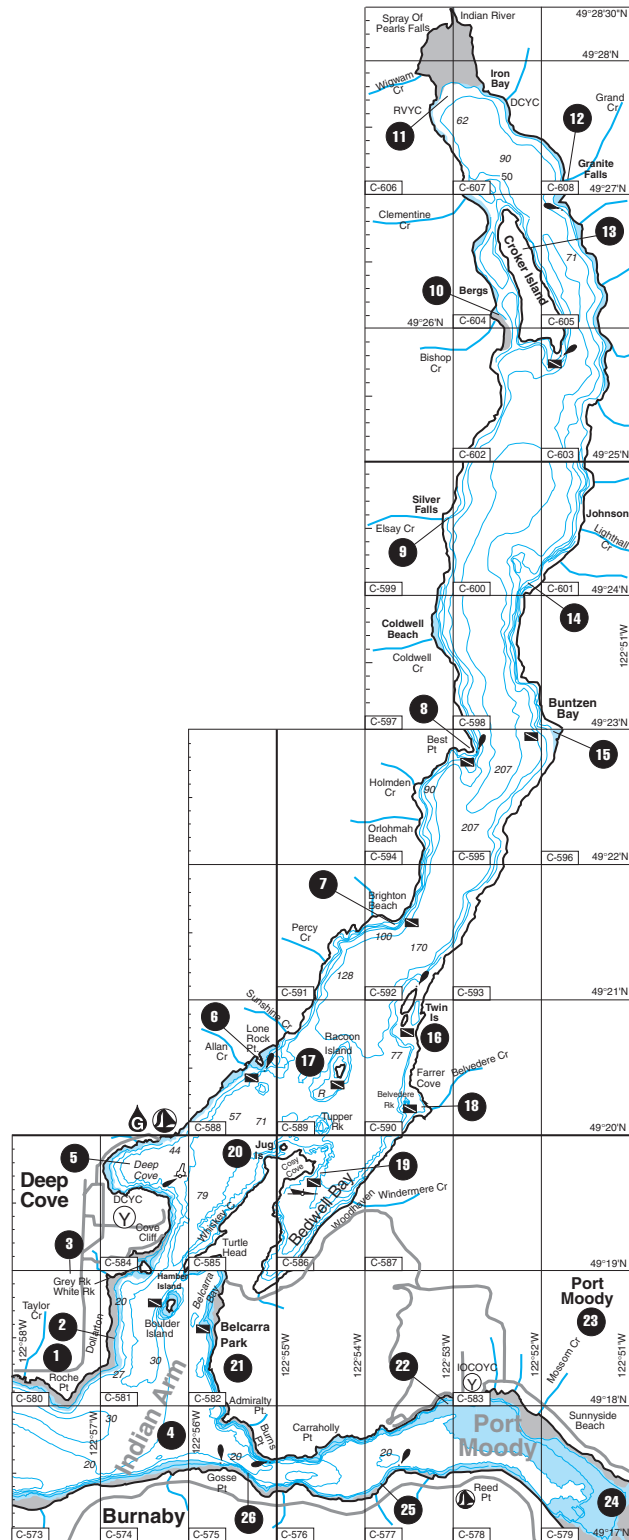 Spray Of
Pearls Falls
Indian River
49°28'30"N
49°28'N
Iron
Bay
Wigwam
Cr
RVYC
DCYC
Grand
Cr
62
11
12
90
50
Granite
Falls
C-606
C-607
C-608
49°27'N
Clementine
Cr
13
71
Croker Island
10
Bergs
C-604
C-605
49°26'N
Bishop
Cr
C-602
C-603
49°25'N
Silver
Falls
Johnson
Elsay Cr
Lighthall
Cr
9
C-599
C-600
C-601
49°24'N
14
Coldwell
Beach
122°51'W
Coldwell
Cr
Buntzen
Bay
8
C-597
C-598
49°23'N
Best
Pt
15
207
Holmden
Cr
90
Orlohmah
Beach
207
C-594
C-595
C-596
49°22'N
7
Brighton
Beach
Percy
Cr
100
170
128
C-591
C-592
C-593
49°21'N
Sunshine Cr
Twin
Is
6
Lone
Rock
Pt
16
Allan
Cr
17
Racoon
Island
77
Farrer
Cove
Belvedere Cr
R
Belvedere
Rk
18
57
71
Tupper
Rk
C-588
C-589
C-590
49°20'N
G
44
5
Deep
Cove
20
Jug
Is
Cosy
Cove
19
Deep
Cove
DCYC
Y
79
Bedwell Bay
Windermere Cr
Woodhaven
Whiskey C
Cove
Cliff
Turtle
Head
3
C-584
C-585
C-586
C-587
49°19'N
Grey Rk
White Rk
20
Hamber
Island
Belcarra
Bay
Port
Moody
Taylor
Cr
Boulder
Island
23
122°58'W
2
Dollarton
Belcarra
Park
122°55'W
122°54'W
122°53'W
122°52'W
122°51'W
1
30
21
22
IOCOYC
Y
Mossom Cr
Roche
Pt
27
C-580
C-581
C-582
C-583
49°18'N
Indian Arm
Admiralty
Pt
Sunnyside
Beach
122°57'W
30
4
122°56'W
Burns
Pt
Carraholly
Pt
Port
Moody
20
20
20
Gosse
Pt
25
Reed
Pt
24
26
Burnaby
C-573
C-574
C-575
C-576
C-577
C-578
C-579
49°17'N